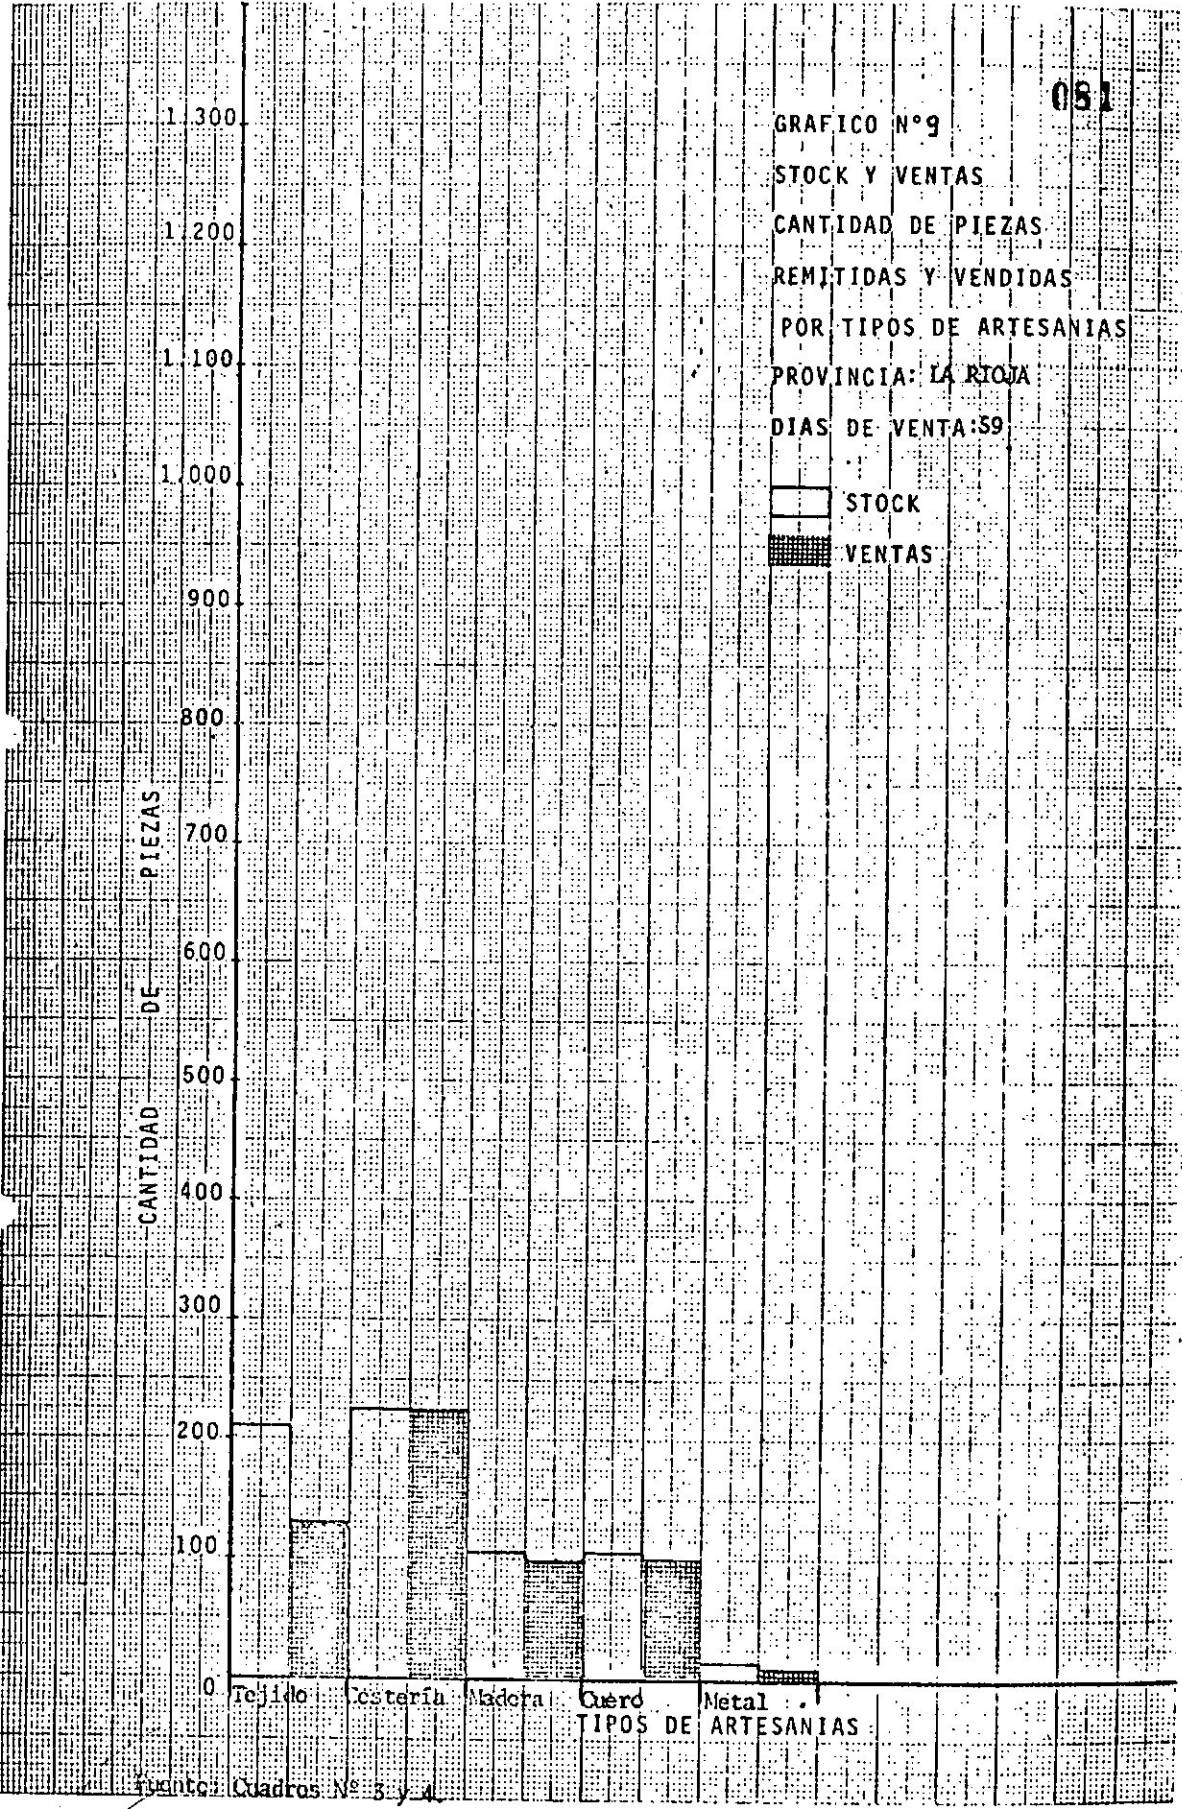 081
GRAFICO N°9
STOCK Y VENTAS
CANTIDAD DE PIEZAS
REMITIDAS Y VENDIDAS
POR TIPOS DE ARTESANIAS
PROVINCIA: LA RIOJA
DIAS DE VENTA:59
STOCK
VENTAS
1.300
1.200
1.100
1.000
900
800
700
600
500
400
300
200
100
0
CANTIDAD DE PIEZAS
Tejido Cestería Madera Cuero Metal
TIPOS DE ARTESANIAS
Fuente: Cuadros N° 3 y 4.